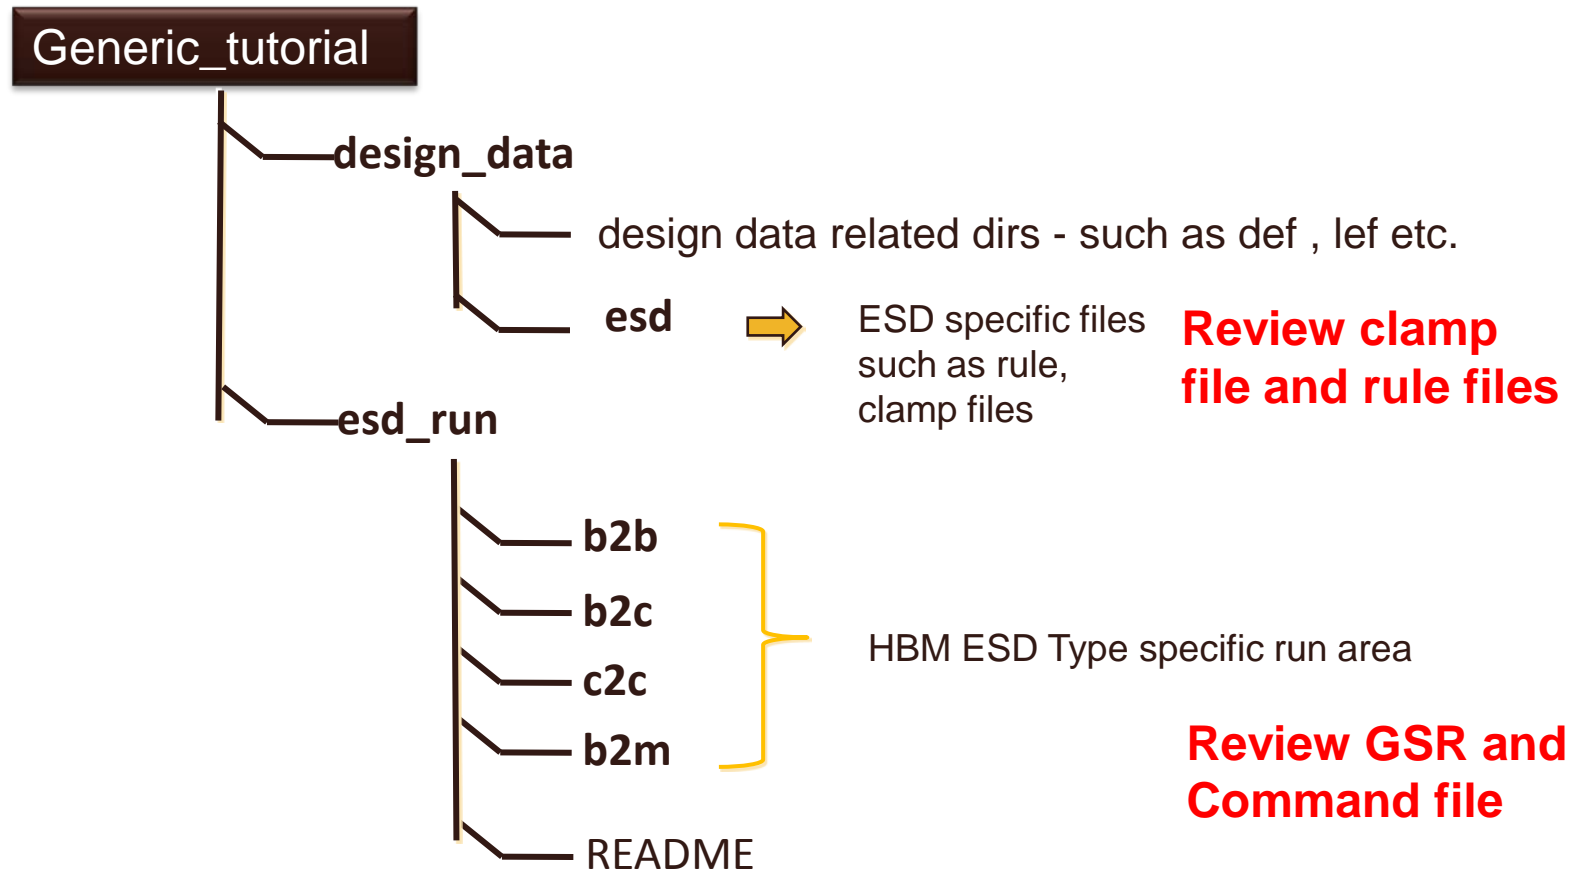 Generic_tutorial
design_data
design data related dirs - such as def , lef etc.
esd
ESD specific files
such as rule,
clamp files
Review clamp
file and rule files
esd_run
b2b
b2c
c2c
b2m
HBM ESD Type specific run area
Review GSR and
Command file
README